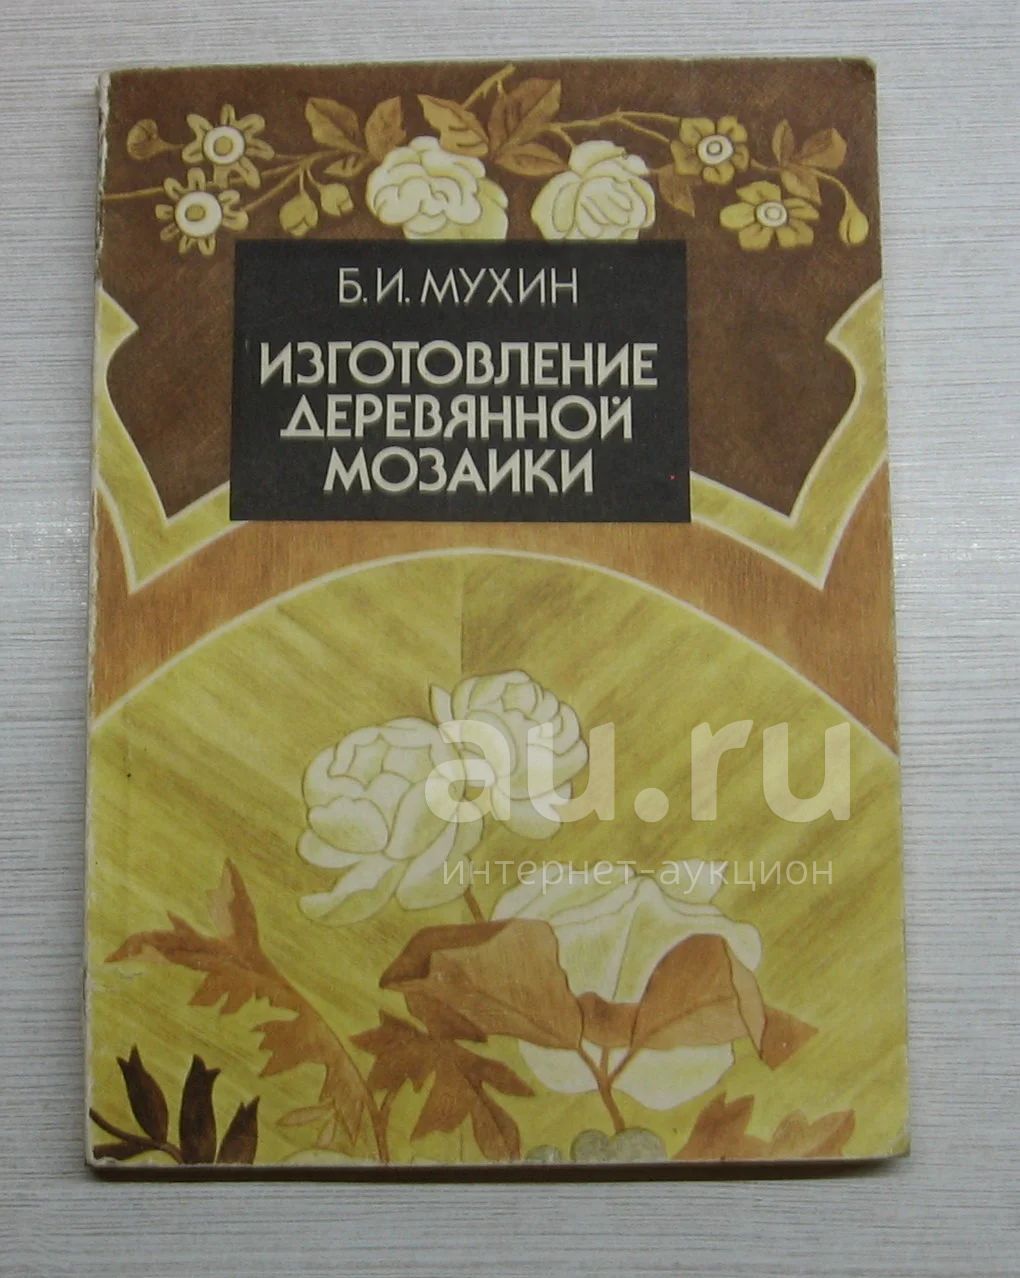 Б.И. МУХИН
ИЗГОТОВЛЕНИЕ
ДЕРЕВЯННОЙ
МОЗАИКИ
au.ru
интернет-аукцион